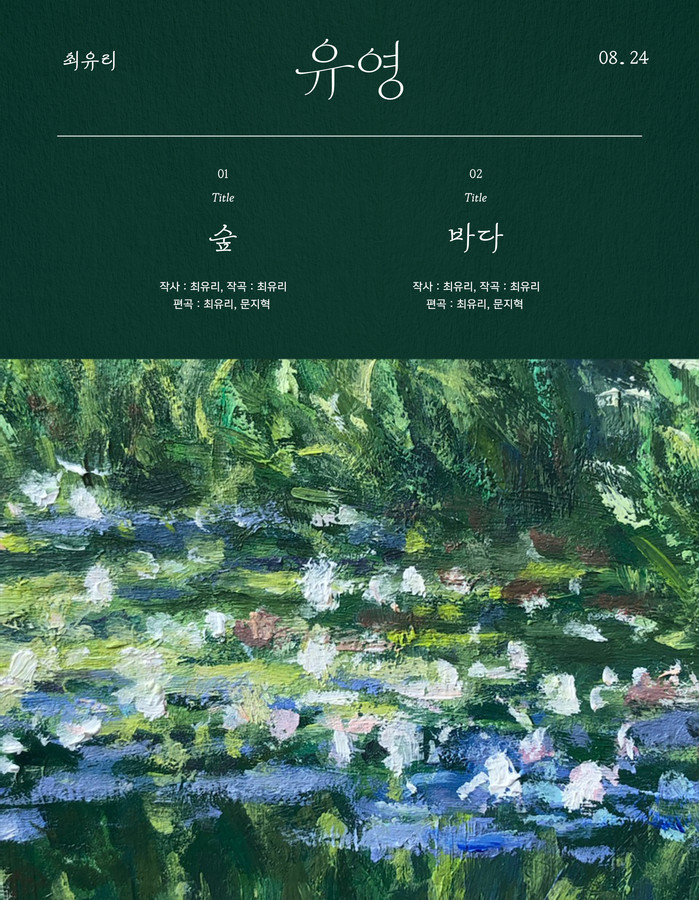 최유리
유영
08. 24
01
Title
숲
작사 : 최유리, 작곡 : 최유리
편곡 : 최유리, 문지혁
02
Title
바다
작사 : 최유리, 작곡 : 최유리
편곡 : 최유리, 문지혁